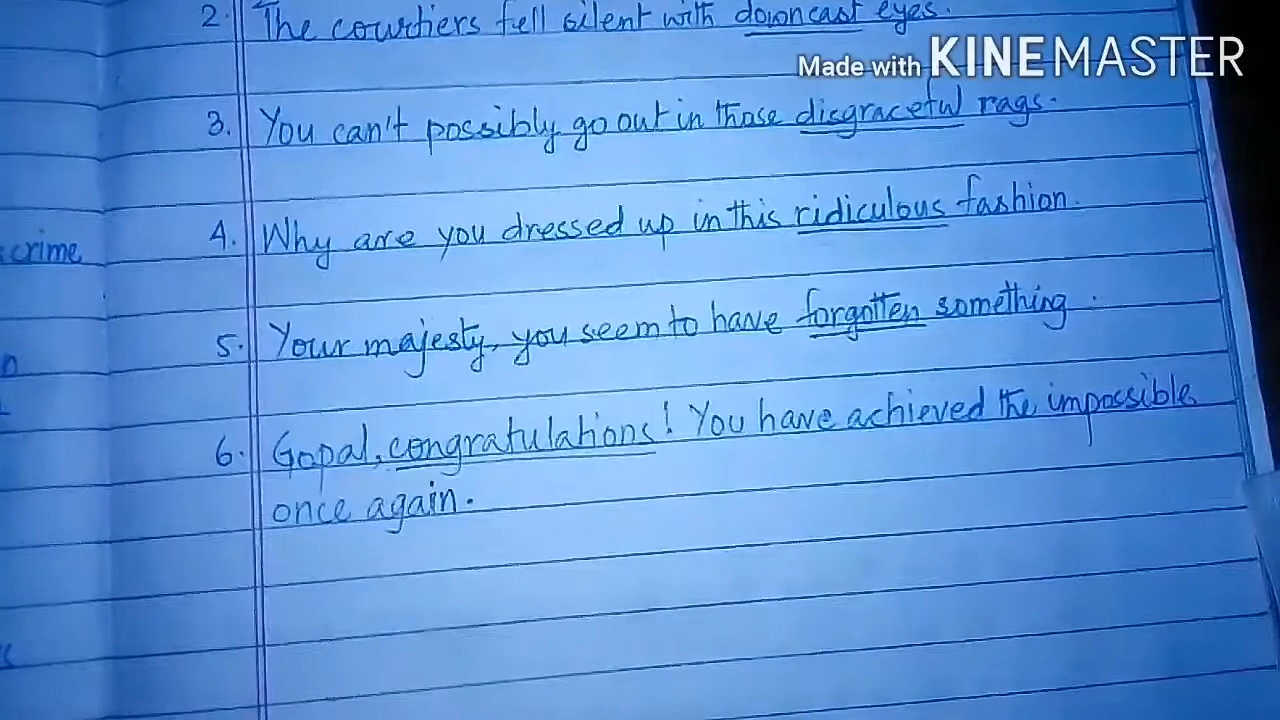 2. The courtiers fell silent with downcast eyes.
Made with KINEMASTER
3. You can't possibly go out in those disgraceful rags.
4. Why are you dressed up in this ridiculous fashion.
crime
5. Your majesty, you seem to have forgotten something.
6. Gopal, congratulations! You have achieved the impossible
once again.